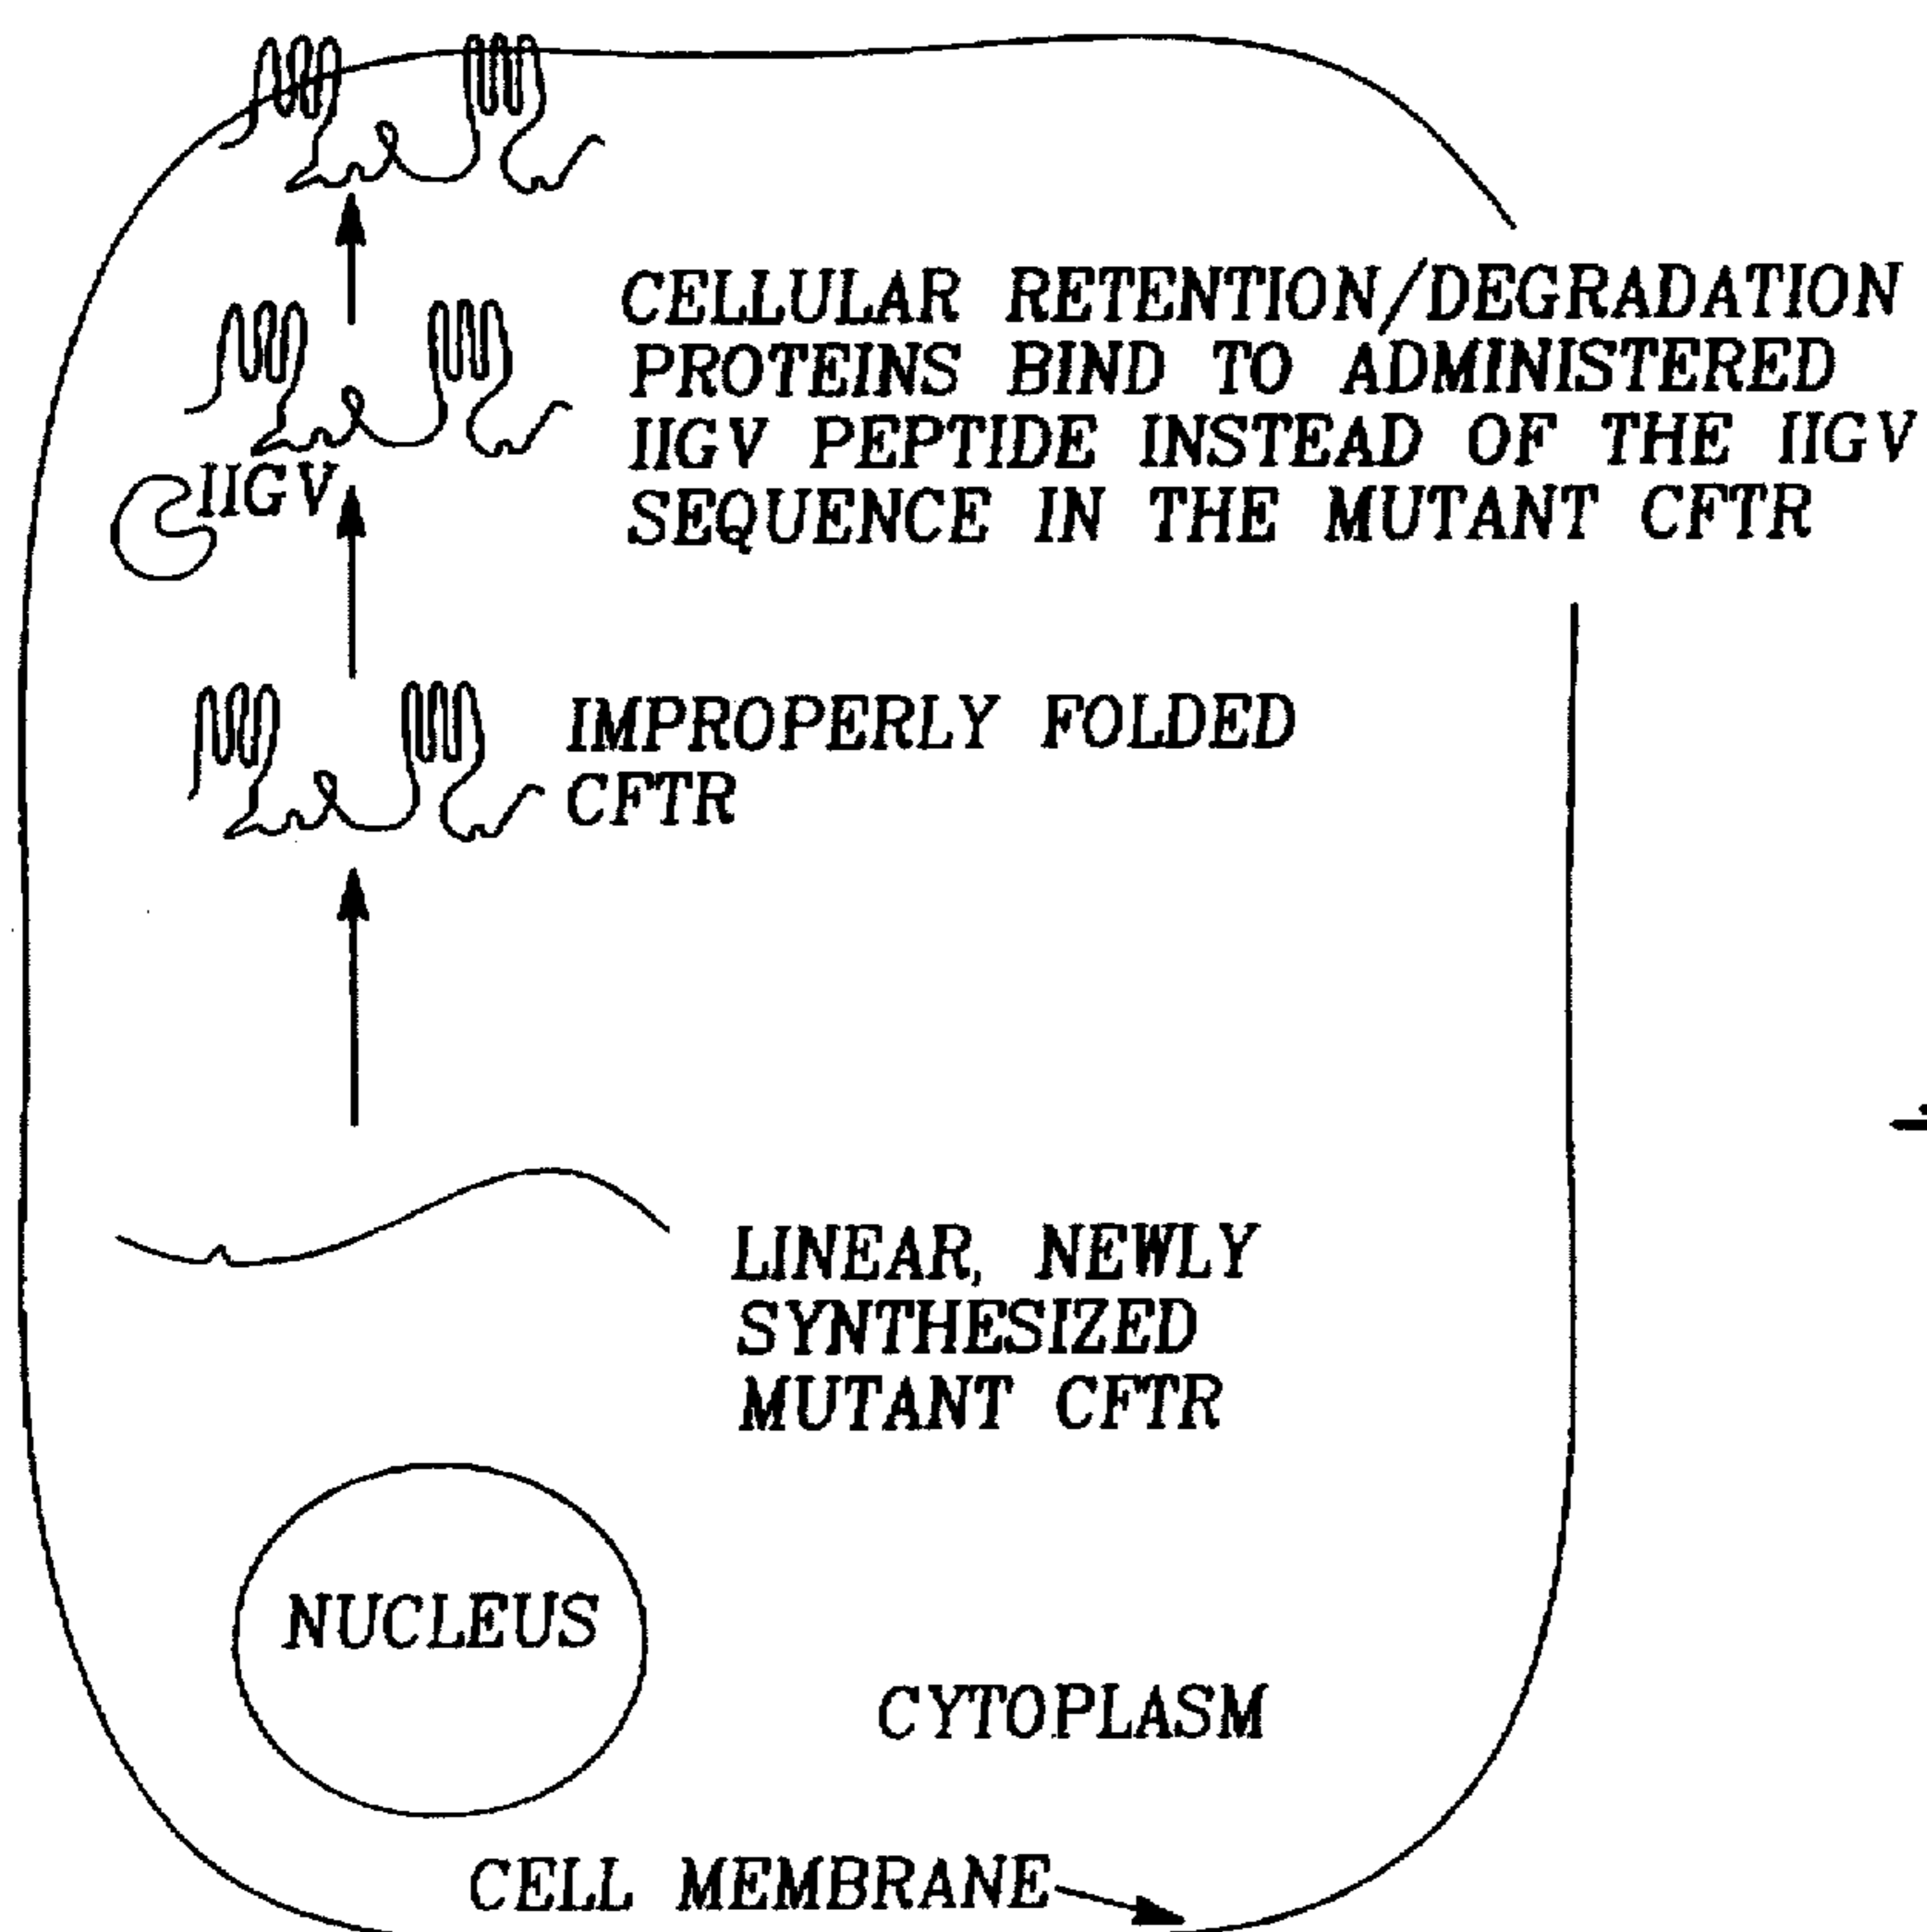 CELLULAR RETENTION/DEGRADATION
PROTEINS BIND TO ADMINISTERED
IIGV PEPTIDE INSTEAD OF THE IIGV
SEQUENCE IN THE MUTANT CFTR
IIGV
IMPROPERLY FOLDED
CFTR
LINEAR, NEWLY
SYNTHESIZED
MUTANT CFTR
NUCLEUS
CYTOPLASM
CELL MEMBRANE